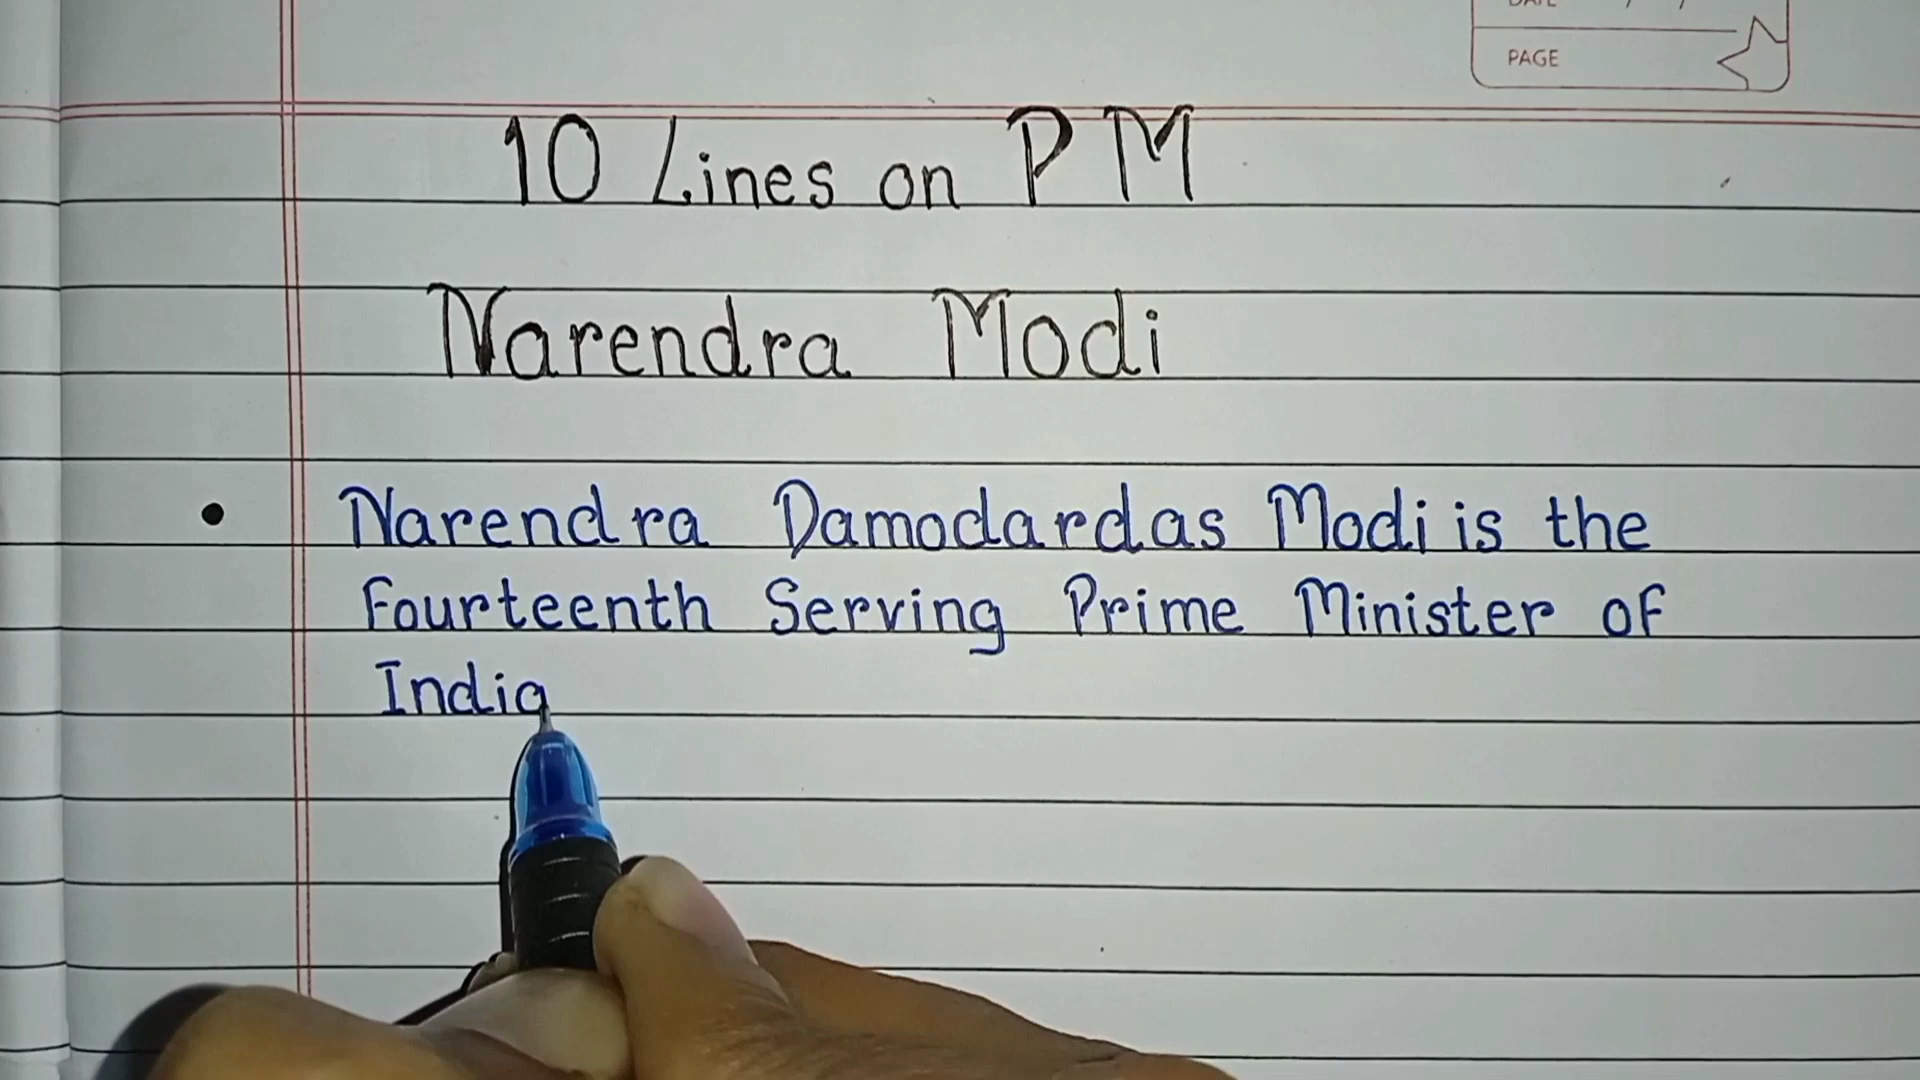 PAGE
10 Lines on PM
Narendra Modi
• Narendra Damodardas Modi is the
Fourteenth Serving Prime Minister of
India